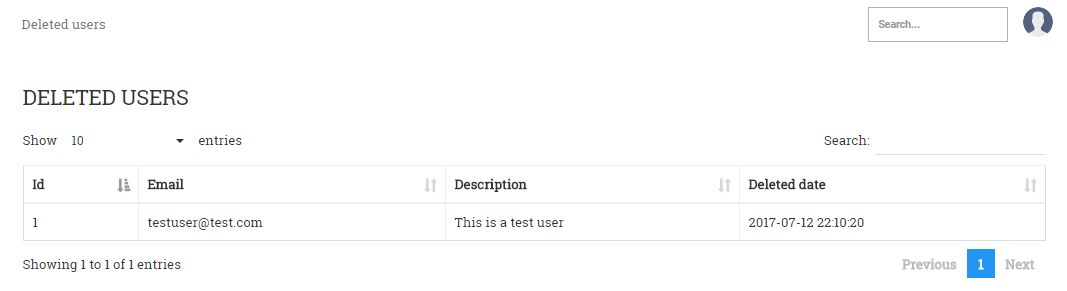 Deleted users Search...
DELETED USERS
Show 10 entries Search:
Id Email Description Deleted date
1 testuser@test.com This is a test user 2017-07-12 22:10:20
Showing 1 to 1 of 1 entries Previous 1 Next